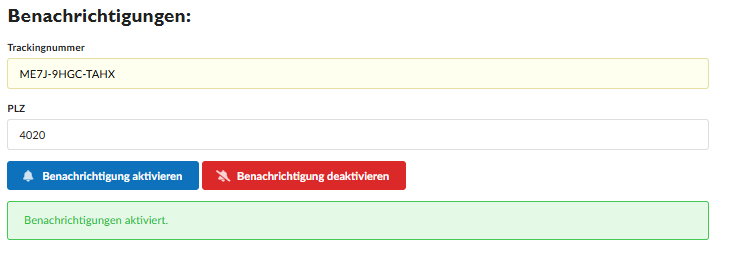 Benachrichtigungen:
Trackingnummer
ME7J-9HGC-TAHX
PLZ
4020
Benachrichtigung aktivieren Benachrichtigung deaktivieren
Benachrichtigungen aktiviert.